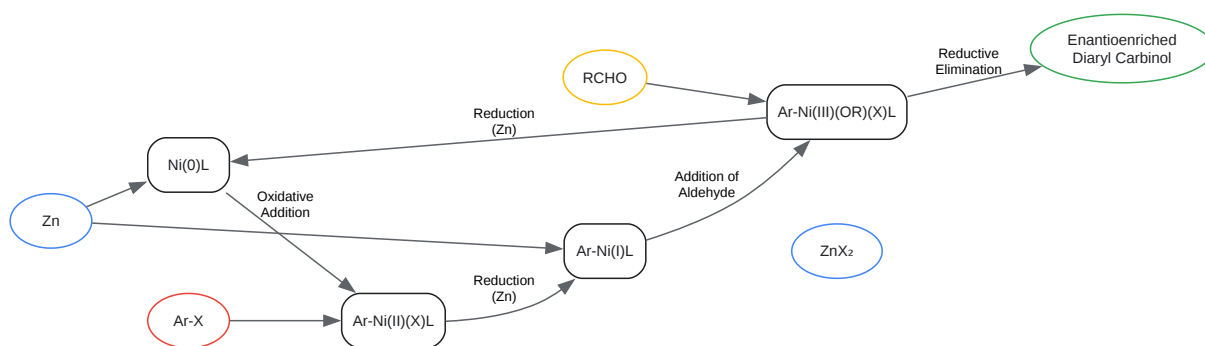 Enantioenriched
Diaryl Carbinol
Reductive
Elimination
RCHO
Ar-Ni(III)(OR)(X)L
Reduction
(Zn)
Ni(0)L
Addition of
Aldehyde
Oxidative
Addition
Zn
Ar-Ni(I)L
ZnX₂
Reduction
(Zn)
Ar-X
Ar-Ni(II)(X)L